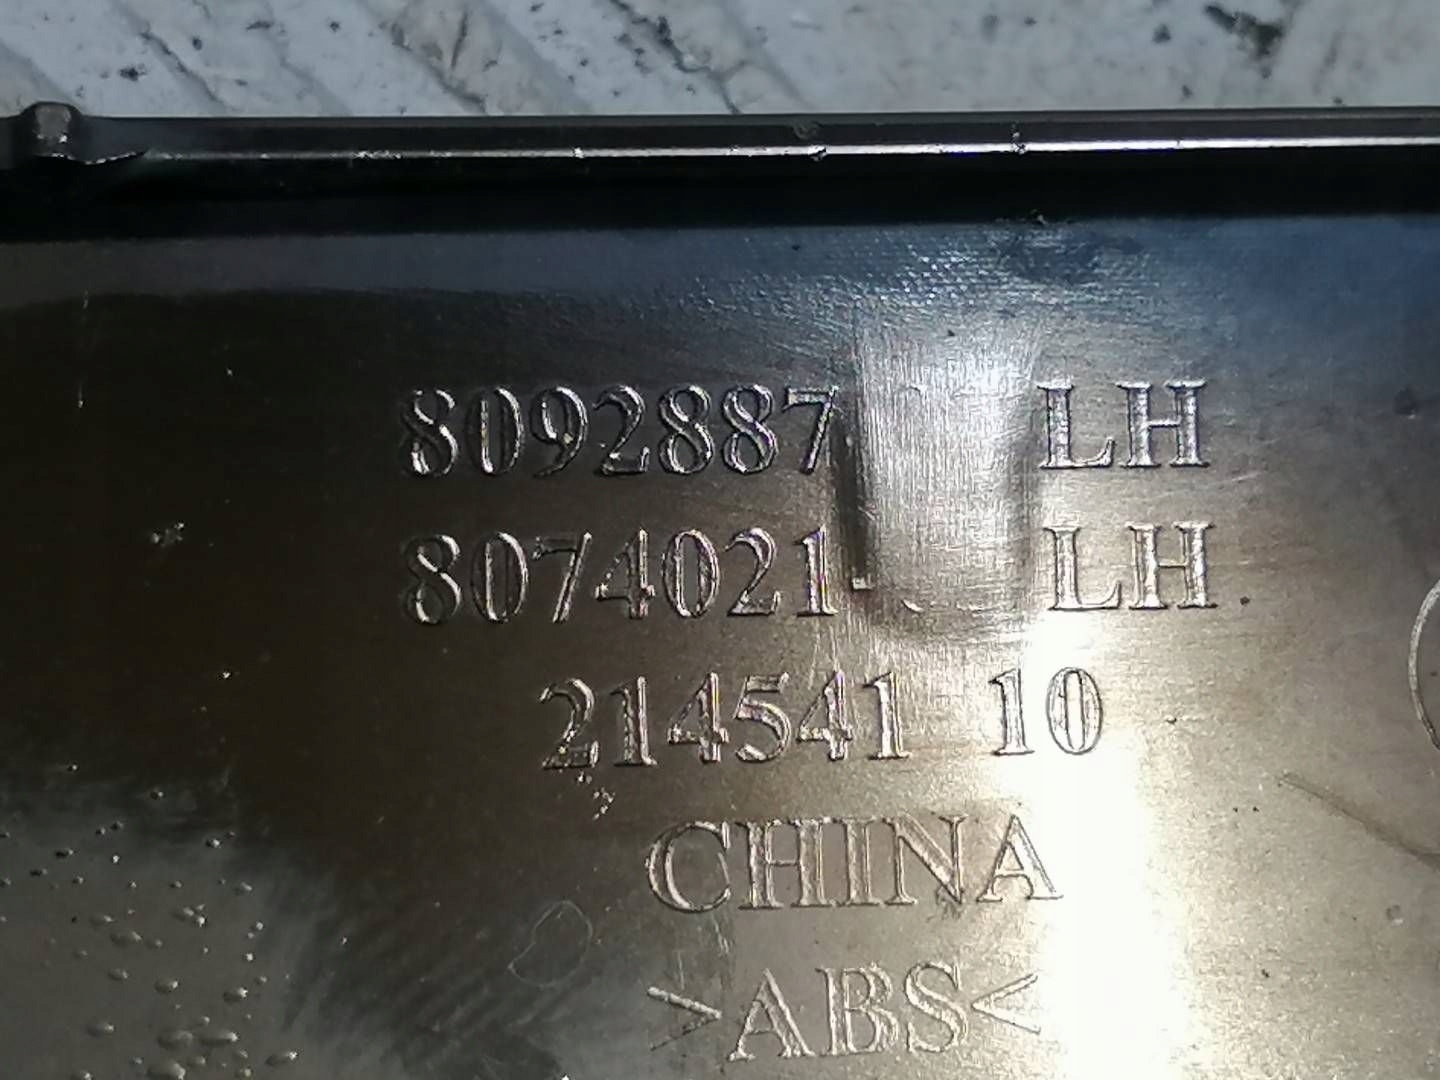 8092887 LH
8074021- LH
214541 10
CHINA
>ABS<